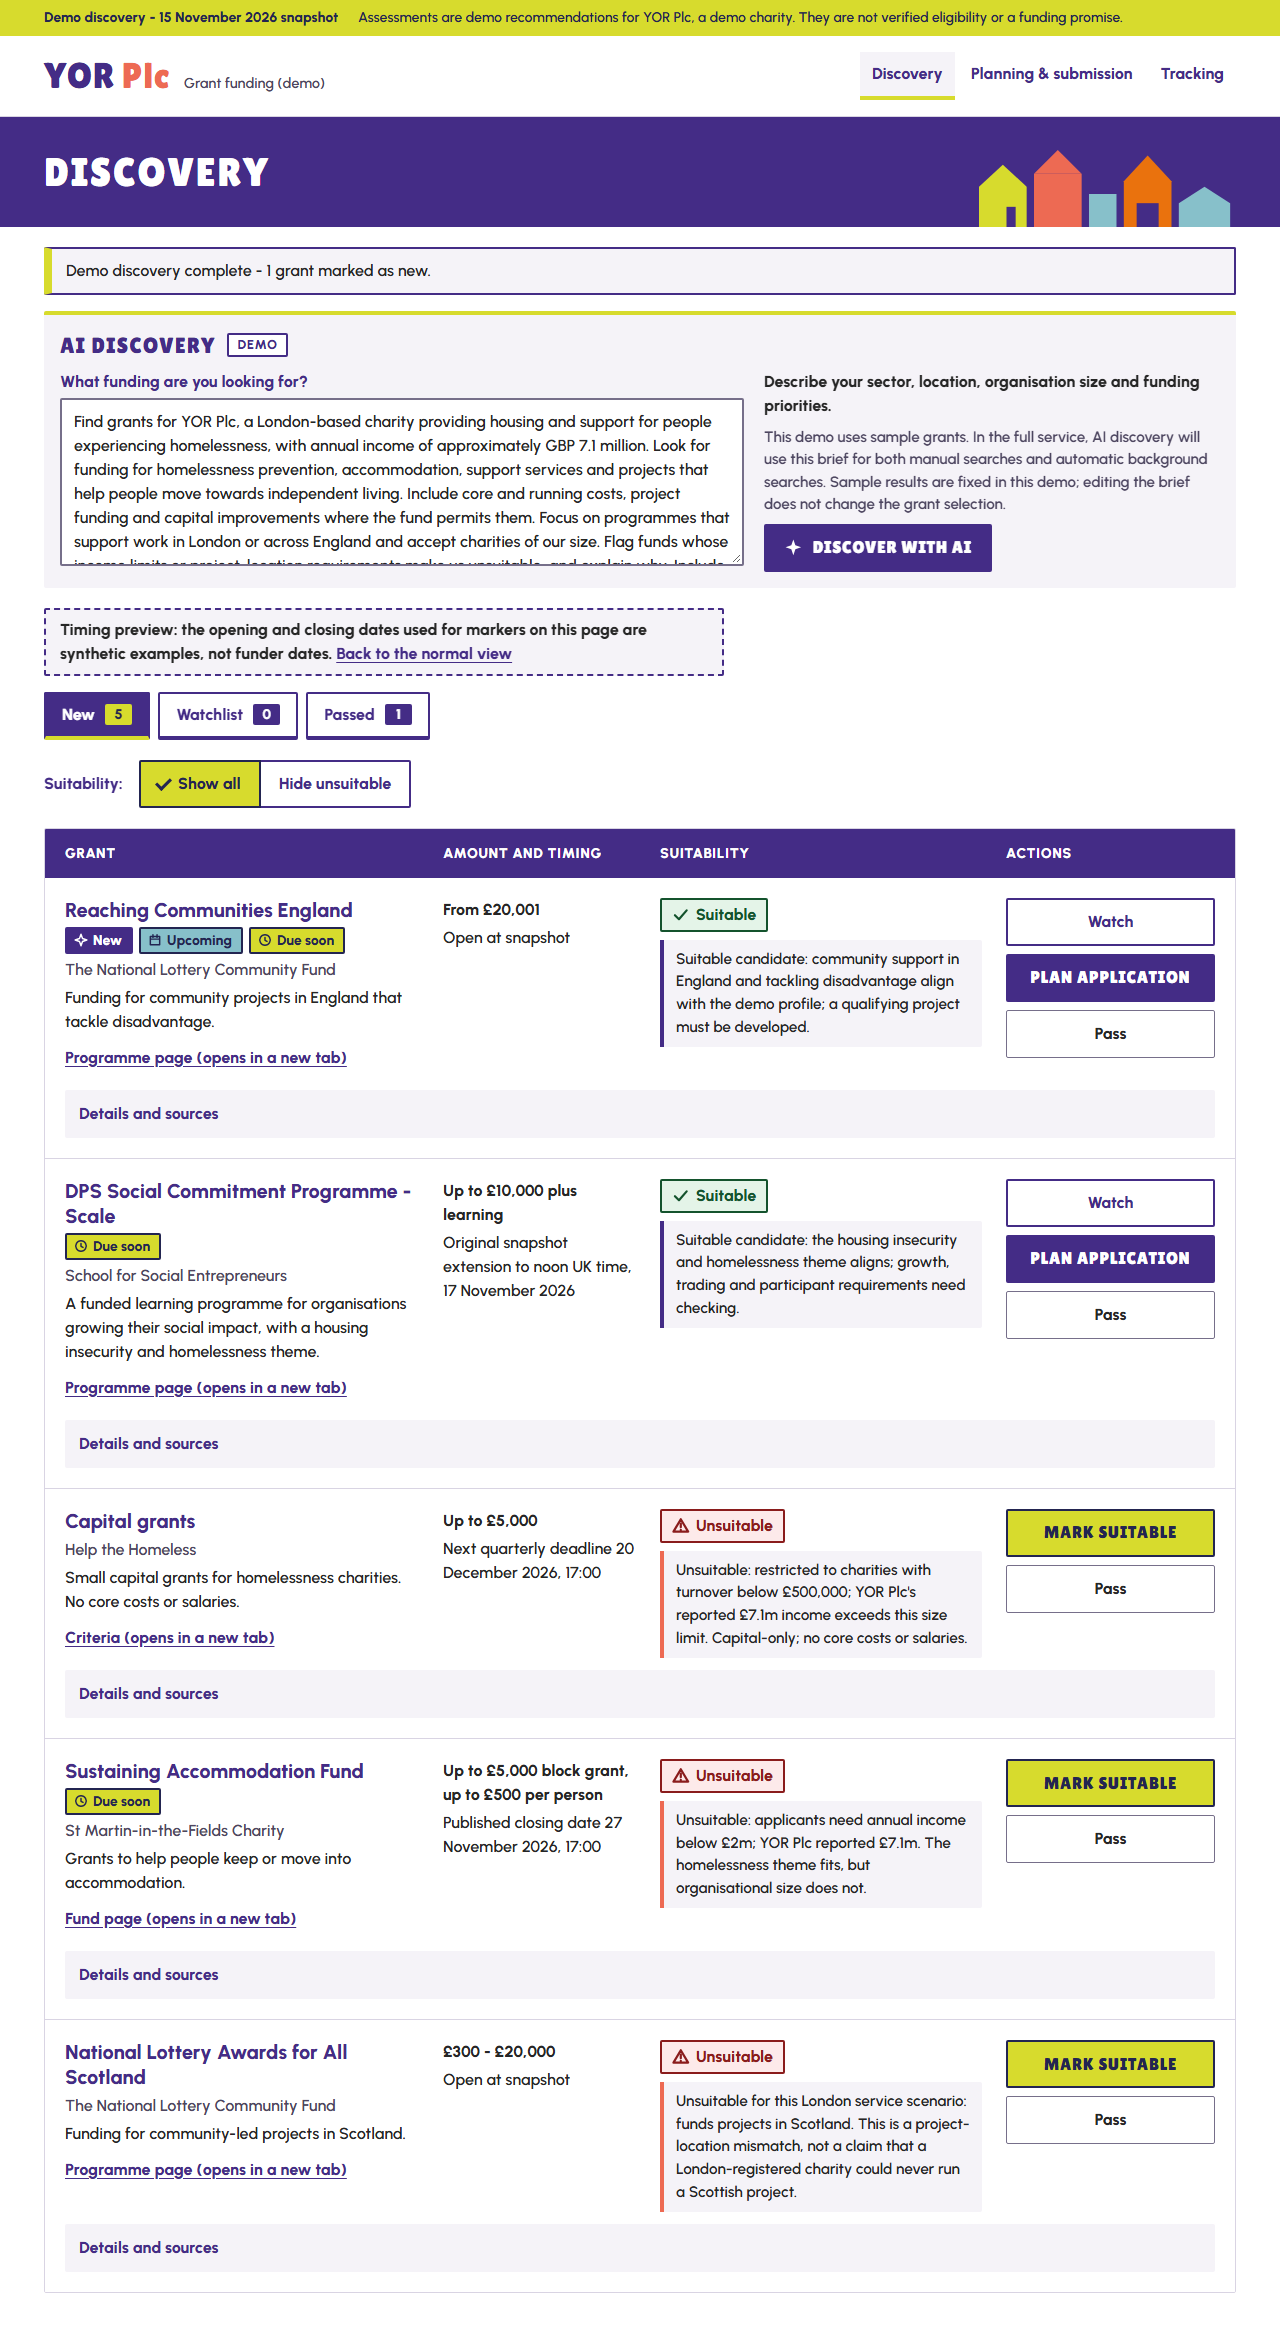 Demo discovery - 15 November 2026 snapshot Assessments are demo recommendations for YOR Plc, a demo charity. They are not verified eligibility or a funding promise.
YOR Plc Grant funding (demo)
Discovery Planning & submission Tracking
DISCOVERY
Demo discovery complete - 1 grant marked as new.
AI DISCOVERY DEMO
What funding are you looking for?
Find grants for YOR Plc, a London-based charity providing housing and support for people
experiencing homelessness, with annual income of approximately GBP 7.1 million. Look for
funding for homelessness prevention, accommodation, support services and projects that
help people move towards independent living. Include core and running costs, project
funding and capital improvements where the fund permits them. Focus on programmes that
support work in London or across England and accept charities of our size. Flag funds whose
Describe your sector, location, organisation size and funding
priorities.
This demo uses sample grants. In the full service, AI discovery will
use this brief for both manual searches and automatic background
searches. Sample results are fixed in this demo; editing the brief
does not change the grant selection.
DISCOVER WITH AI
Timing preview: the opening and closing dates used for markers on this page are
synthetic examples, not funder dates. Back to the normal view
New 5 Watchlist 0 Passed 1
Suitability: Show all Hide unsuitable
GRANT AMOUNT AND TIMING SUITABILITY ACTIONS
Reaching Communities England
New Upcoming Due soon
The National Lottery Community Fund
Funding for community projects in England that
tackle disadvantage.
Programme page (opens in a new tab)
From £20,001
Open at snapshot
Suitable
Suitable candidate: community support in
England and tackling disadvantage align
with the demo profile; a qualifying project
must be developed.
Watch
PLAN APPLICATION
Pass
Details and sources
DPS Social Commitment Programme -
Scale
Due soon
School for Social Entrepreneurs
A funded learning programme for organisations
growing their social impact, with a housing
insecurity and homelessness theme.
Programme page (opens in a new tab)
Up to £10,000 plus
learning
Original snapshot
extension to noon UK time,
17 November 2026
Suitable
Suitable candidate: the housing insecurity
and homelessness theme aligns; growth,
trading and participant requirements need
checking.
Watch
PLAN APPLICATION
Pass
Details and sources
Capital grants
Help the Homeless
Small capital grants for homelessness charities.
No core costs or salaries.
Criteria (opens in a new tab)
Up to £5,000
Next quarterly deadline 20
December 2026, 17:00
Unsuitable
Unsuitable: restricted to charities with
turnover below £500,000; YOR Plc's
reported £7.1m income exceeds this size
limit. Capital-only; no core costs or salaries.
MARK SUITABLE
Pass
Details and sources
Sustaining Accommodation Fund
Due soon
St Martin-in-the-Fields Charity
Grants to help people keep or move into
accommodation.
Fund page (opens in a new tab)
Up to £5,000 block grant,
up to £500 per person
Published closing date 27
November 2026, 17:00
Unsuitable
Unsuitable: applicants need annual income
below £2m; YOR Plc reported £7.1m. The
homelessness theme fits, but
organisational size does not.
MARK SUITABLE
Pass
Details and sources
National Lottery Awards for All
Scotland
The National Lottery Community Fund
Funding for community-led projects in Scotland.
Programme page (opens in a new tab)
£300 - £20,000
Open at snapshot
Unsuitable
Unsuitable for this London service scenario:
funds projects in Scotland. This is a project-
location mismatch, not a claim that a
London-registered charity could never run
a Scottish project.
MARK SUITABLE
Pass
Details and sources